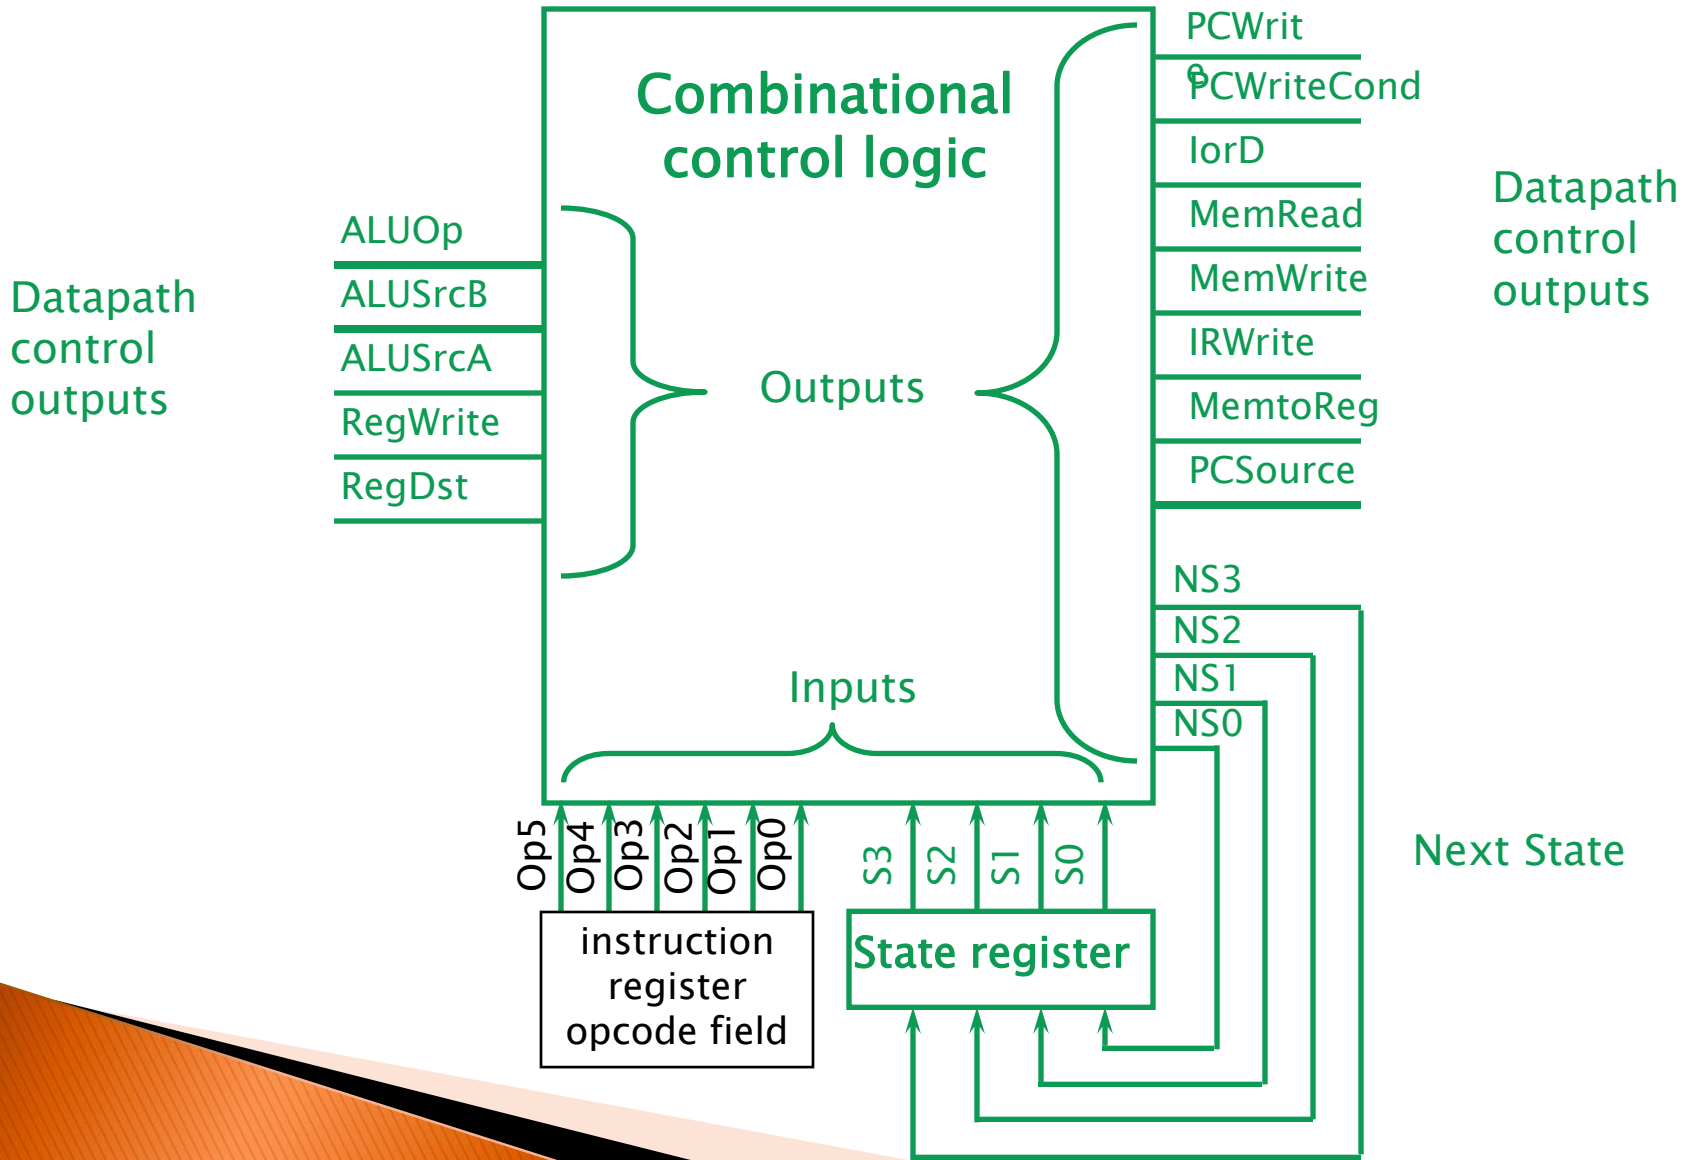 Combinational
control logic
Datapath
control
outputs
ALUOp
ALUSrcB
ALUSrcA
RegWrite
RegDst
Outputs
Inputs
PCWrit
e
PCWriteCond
IorD
MemRead
MemWrite
IRWrite
MemtoReg
PCSource
Datapath
control
outputs
NS3
NS2
NS1
NS0
Op5
Op4
Op3
Op2
Op1
Op0
S3
S2
S1
S0
Next State
instruction
register
opcode field
State register